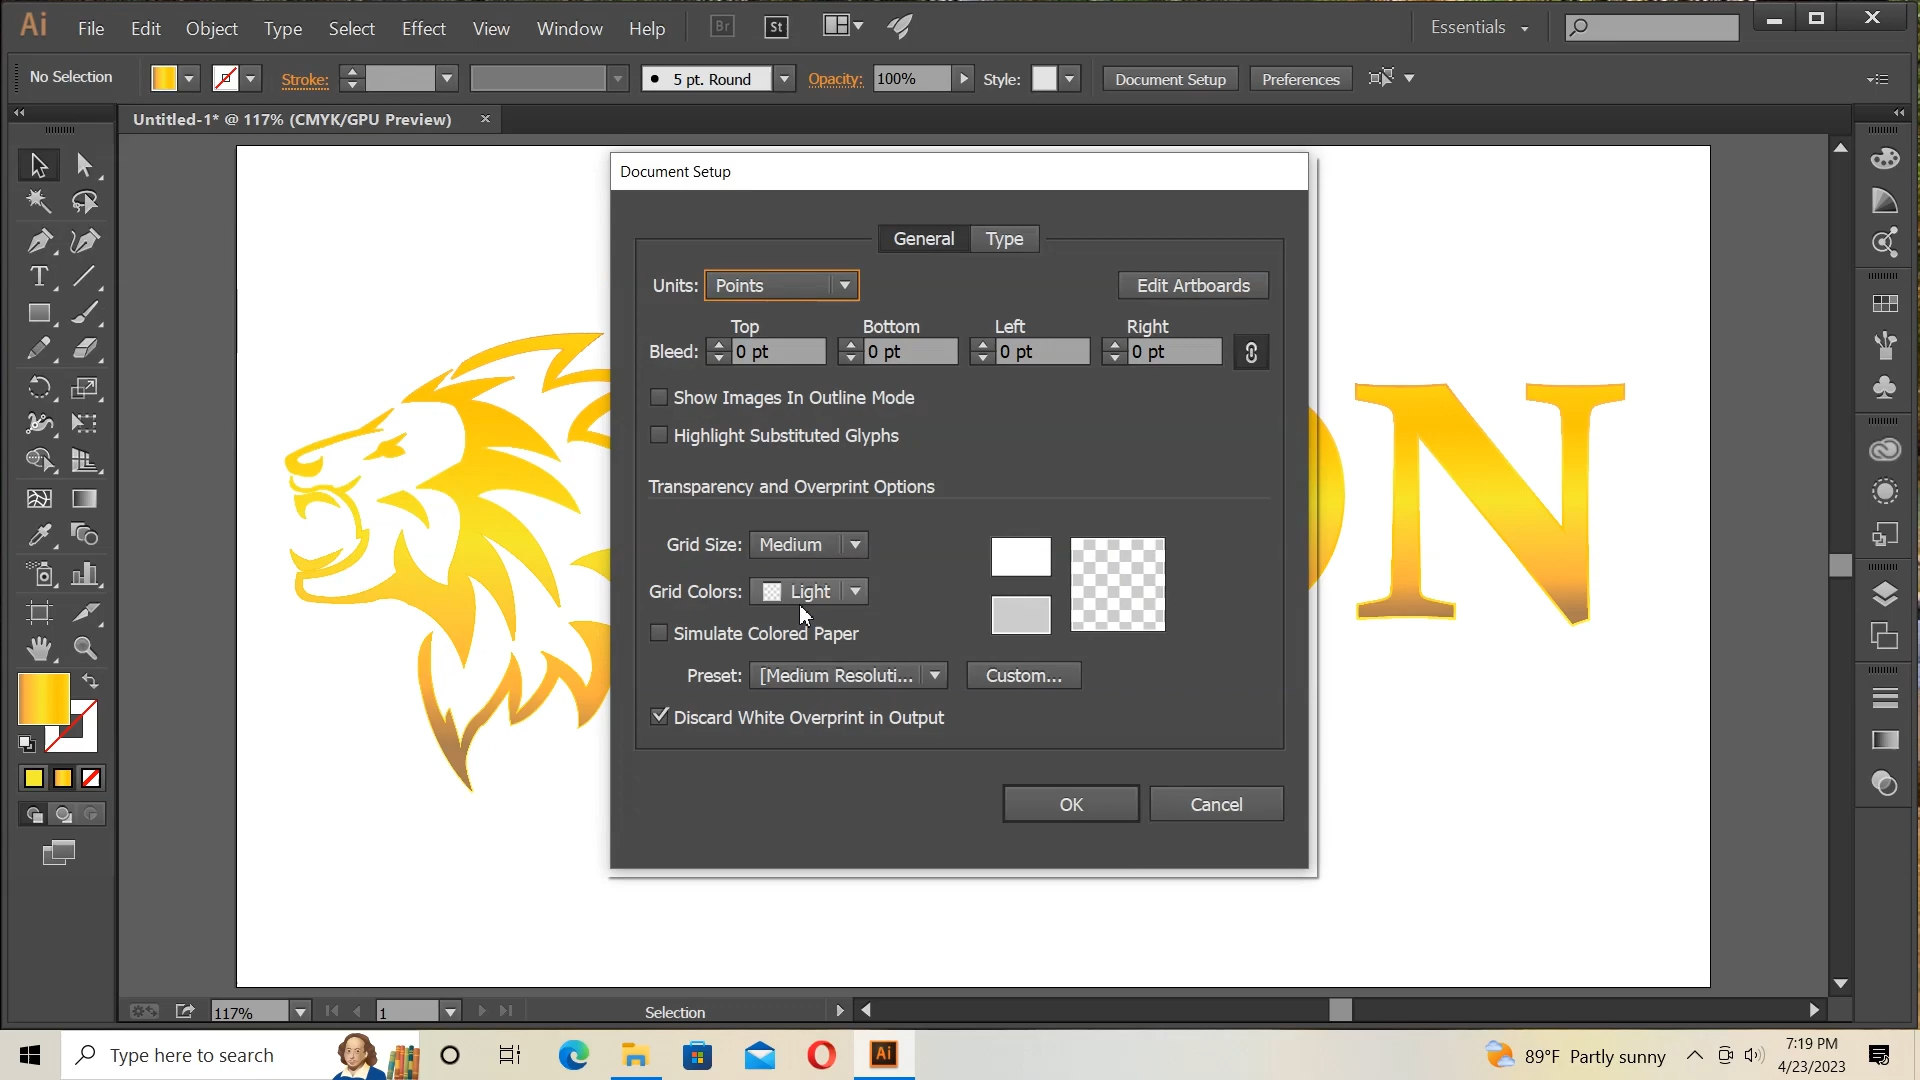 Ai File Edit Object Type Select Effect View Window Help Br St Essentials
No Selection Stroke: 5 pt. Round Opacity: 100% Style: Document Setup Preferences
Untitled-1* @ 117% (CMYK/GPU Preview)
Document Setup
General Type
Units: Points Edit Artboards
Top Bottom Left Right
Bleed: 0 pt 0 pt 0 pt 0 pt
Show Images In Outline Mode
Highlight Substituted Glyphs
Transparency and Overprint Options
Grid Size: Medium
Grid Colors: Light
Simulate Colored Paper
Preset: [Medium Resoluti... Custom...
Discard White Overprint in Output
OK Cancel
ON
117% 1 Selection
Type here to search Ai 89°F Partly sunny 7:19 PM
4/23/2023